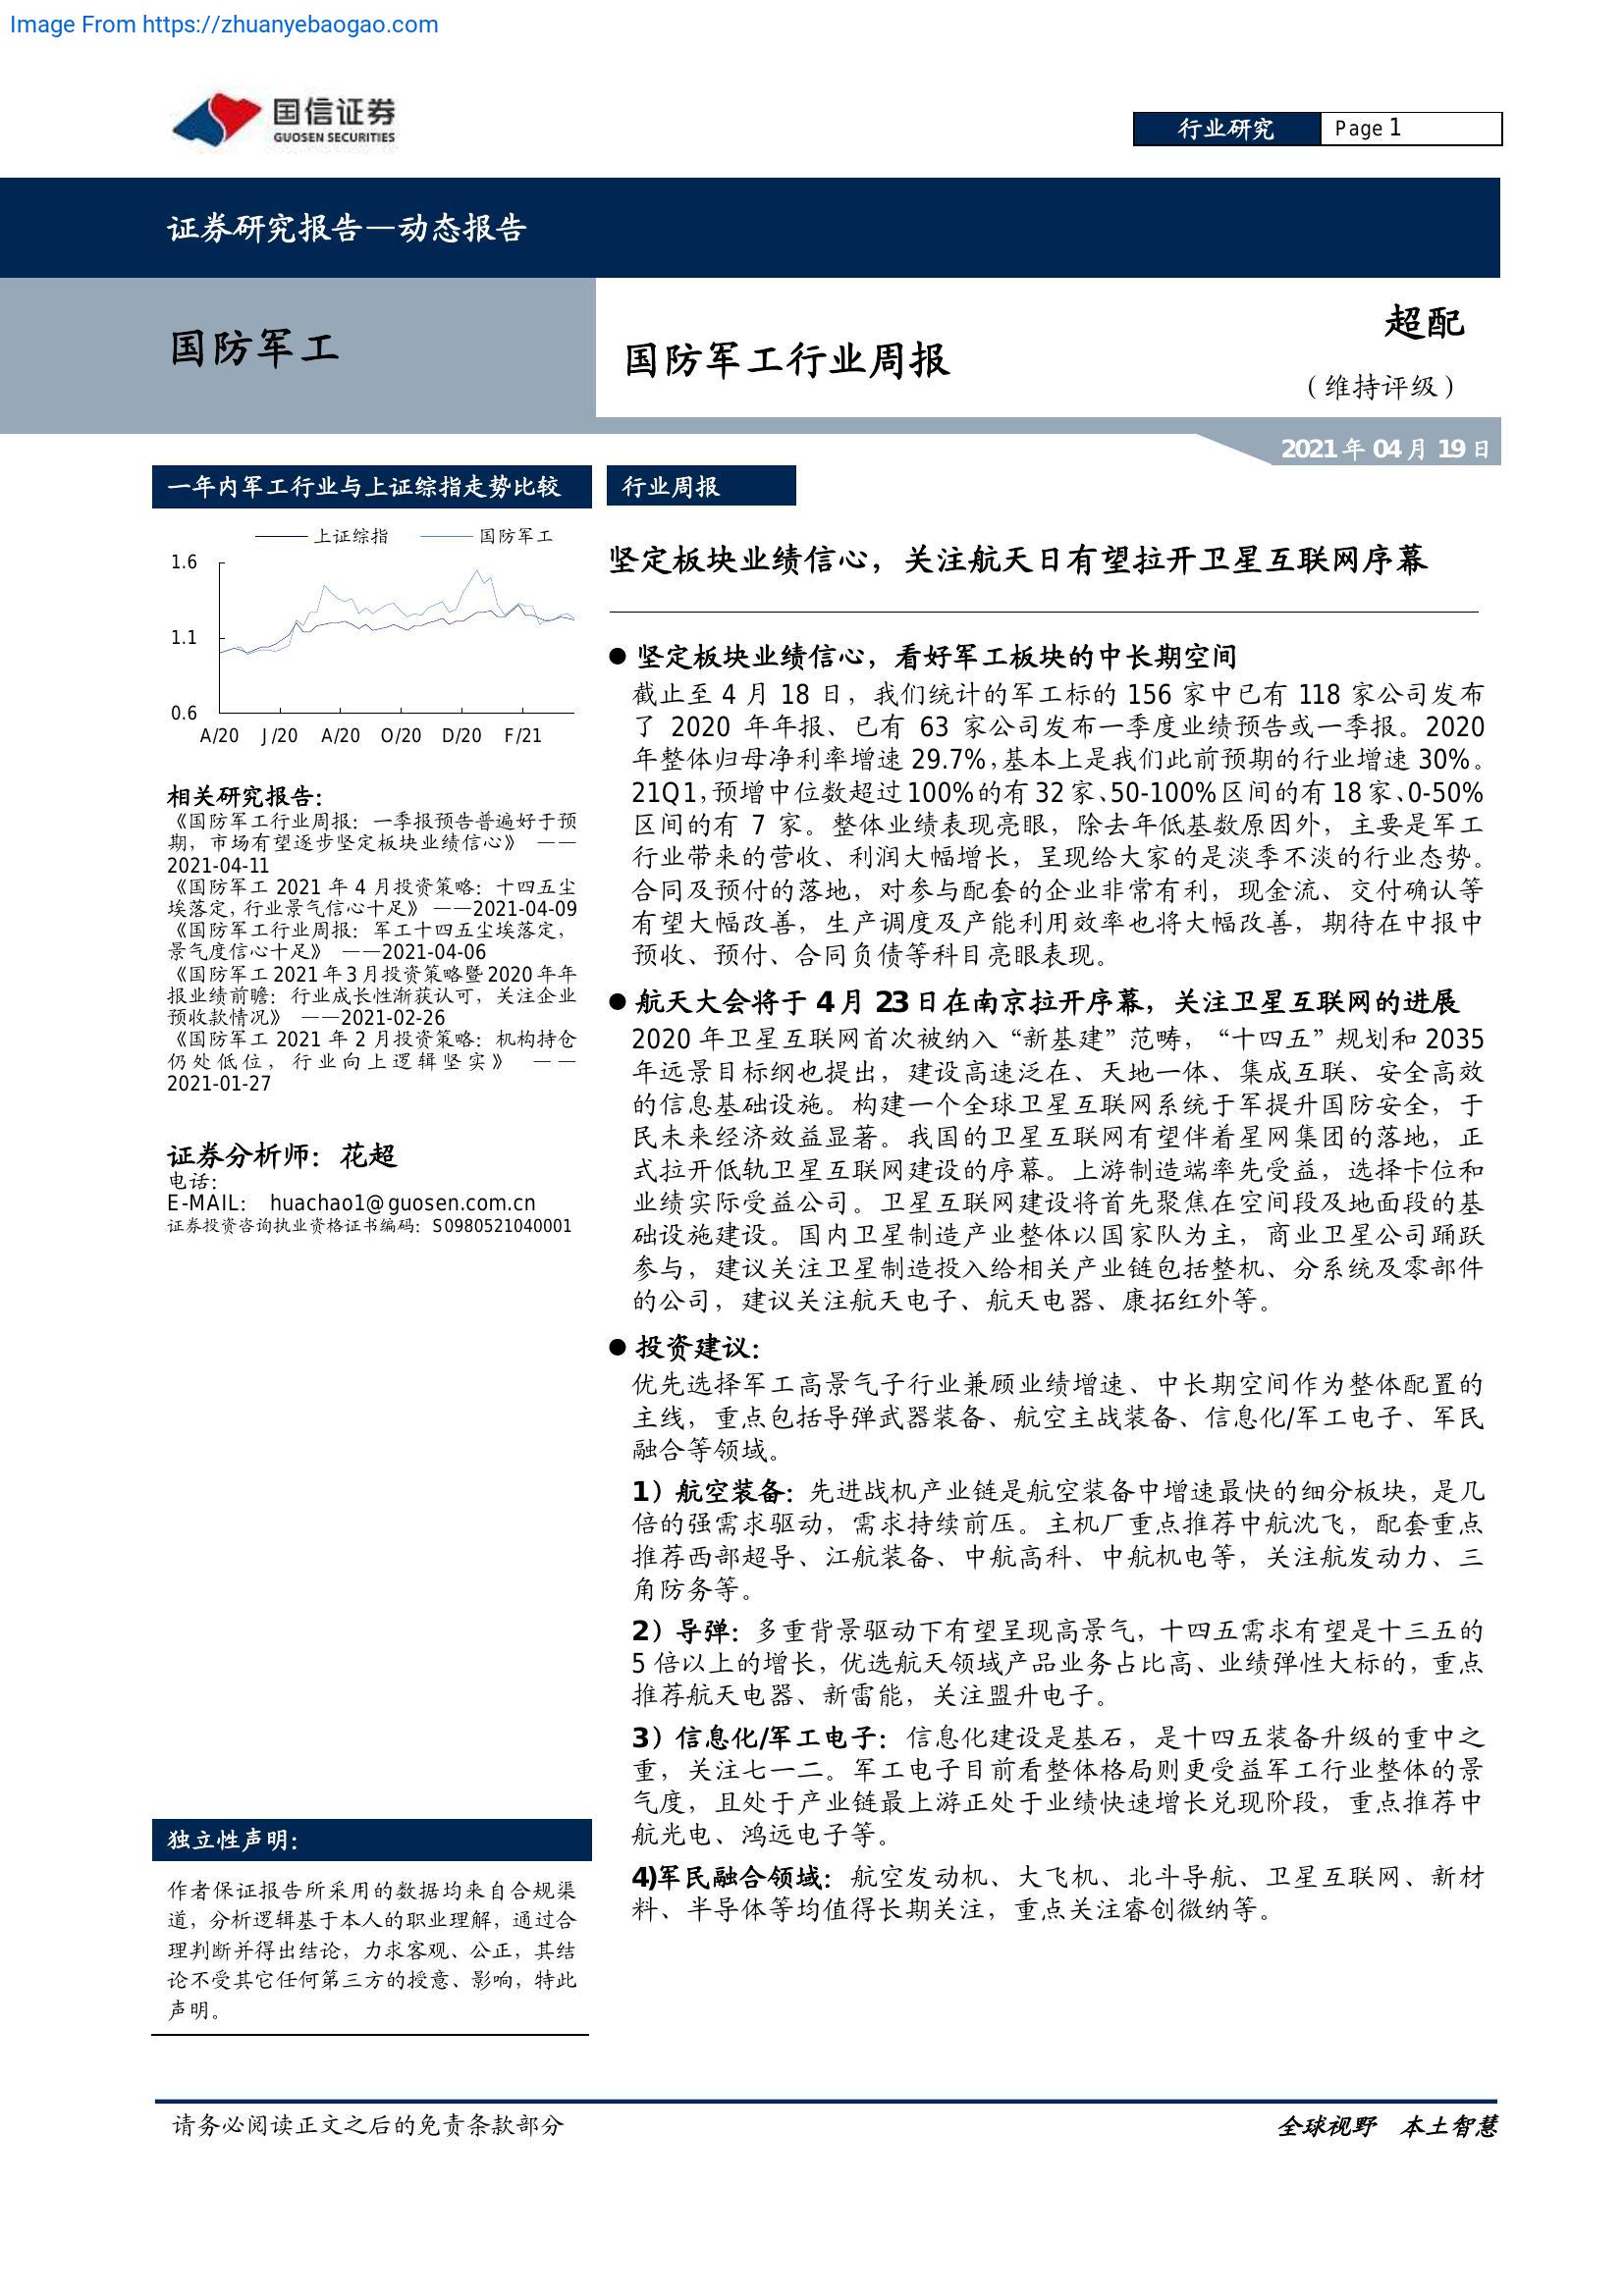 Image From https://zhuanyebaogao.com
国信证券
GUOSEN SECURITIES
行业研究
Page 1
证券研究报告—动态报告
国防军工
国防军工行业周报
超配
（维持评级）
2021 年 04 月 19 日
一年内军工行业与上证综指走势比较
上证综指 国防军工
1.6
1.1
0.6
A/20 J/20 A/20 O/20 D/20 F/21
相关研究报告：
《国防军工行业周报：一季报预告普遍好于预
期，市场有望逐步坚定板块业绩信心》 ——
2021-04-11
《国防军工 2021 年 4 月投资策略：十四五尘
埃落定，行业景气信心十足》 ——2021-04-09
《国防军工行业周报：军工十四五尘埃落定，
景气度信心十足》 ——2021-04-06
《国防军工 2021 年 3 月投资策略暨 2020 年年
报业绩前瞻：行业成长性渐获认可，关注企业
预收款情况》 ——2021-02-26
《国防军工 2021 年 2 月投资策略：机构持仓
仍处低位，行业向上逻辑坚实》 ——
2021-01-27
证券分析师：花超
电话：
E-MAIL： huachao1@guosen.com.cn
证券投资咨询执业资格证书编码：S0980521040001
独立性声明：
作者保证报告所采用的数据均来自合规渠
道，分析逻辑基于本人的职业理解，通过合
理判断并得出结论，力求客观、公正，其结
论不受其它任何第三方的授意、影响，特此
声明。
行业周报
坚定板块业绩信心，关注航天日有望拉开卫星互联网序幕
● 坚定板块业绩信心，看好军工板块的中长期空间
截止至 4 月 18 日，我们统计的军工标的 156 家中已有 118 家公司发布
了 2020 年年报、已有 63 家公司发布一季度业绩预告或一季报。2020
年整体归母净利率增速 29.7%，基本上是我们此前预期的行业增速 30%。
21Q1，预增中位数超过 100%的有 32 家、50-100%区间的有 18 家、0-50%
区间的有 7 家。整体业绩表现亮眼，除去年低基数原因外，主要是军工
行业带来的营收、利润大幅增长，呈现给大家的是淡季不淡的行业态势。
合同及预付的落地，对参与配套的企业非常有利，现金流、交付确认等
有望大幅改善，生产调度及产能利用效率也将大幅改善，期待在中报中
预收、预付、合同负债等科目亮眼表现。
● 航天大会将于 4 月 23 日在南京拉开序幕，关注卫星互联网的进展
2020 年卫星互联网首次被纳入“新基建”范畴，“十四五”规划和 2035
年远景目标纲也提出，建设高速泛在、天地一体、集成互联、安全高效
的信息基础设施。构建一个全球卫星互联网系统于军提升国防安全，于
民未来经济效益显著。我国的卫星互联网有望伴着星网集团的落地，正
式拉开低轨卫星互联网建设的序幕。上游制造端率先受益，选择卡位和
业绩实际受益公司。卫星互联网建设将首先聚焦在空间段及地面段的基
础设施建设。国内卫星制造产业整体以国家队为主，商业卫星公司踊跃
参与，建议关注卫星制造投入给相关产业链包括整机、分系统及零部件
的公司，建议关注航天电子、航天电器、康拓红外等。
● 投资建议：
优先选择军工高景气子行业兼顾业绩增速、中长期空间作为整体配置的
主线，重点包括导弹武器装备、航空主战装备、信息化/军工电子、军民
融合等领域。
1）航空装备：先进战机产业链是航空装备中增速最快的细分板块，是几
倍的强需求驱动，需求持续前压。主机厂重点推荐中航沈飞，配套重点
推荐西部超导、江航装备、中航高科、中航机电等，关注航发动力、三
角防务等。
2）导弹：多重背景驱动下有望呈现高景气，十四五需求有望是十三五的
5 倍以上的增长，优选航天领域产品业务占比高、业绩弹性大标的，重点
推荐航天电器、新雷能，关注盟升电子。
3）信息化/军工电子：信息化建设是基石，是十四五装备升级的重中之
重，关注七一二。军工电子目前看整体格局则更受益军工行业整体的景
气度，且处于产业链最上游正处于业绩快速增长兑现阶段，重点推荐中
航光电、鸿远电子等。
4)军民融合领域：航空发动机、大飞机、北斗导航、卫星互联网、新材
料、半导体等均值得长期关注，重点关注睿创微纳等。
请务必阅读正文之后的免责条款部分
全球视野 本土智慧